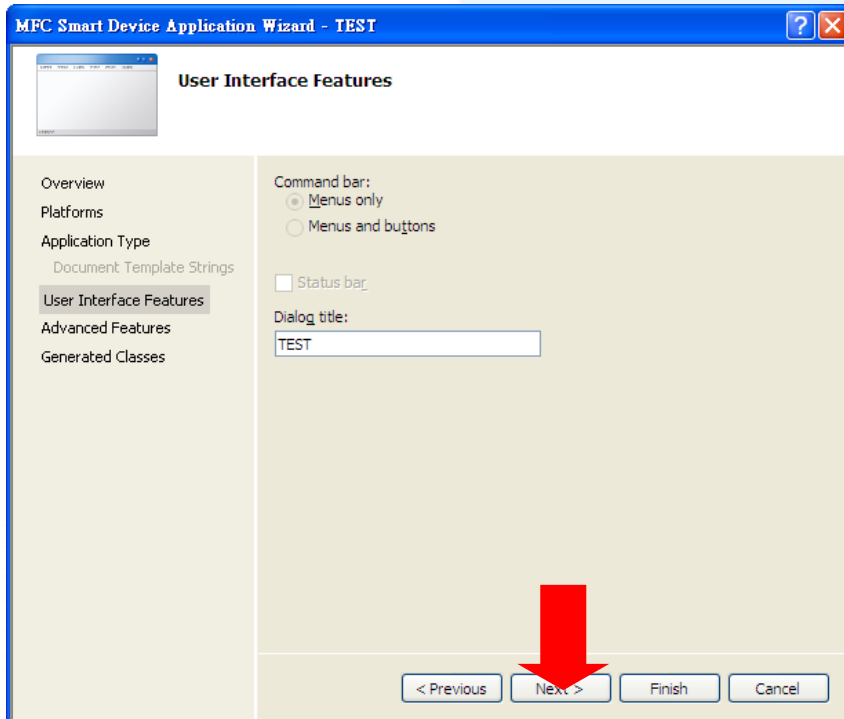 MFC Smart Device Application Wizard - TEST
User Interface Features
Overview
Platforms
Application Type
Document Template Strings
User Interface Features
Advanced Features
Generated Classes
Command bar:
Menus only
Menus and buttons
Status bar
Dialog title:
TEST
< Previous
Next >
Finish
Cancel